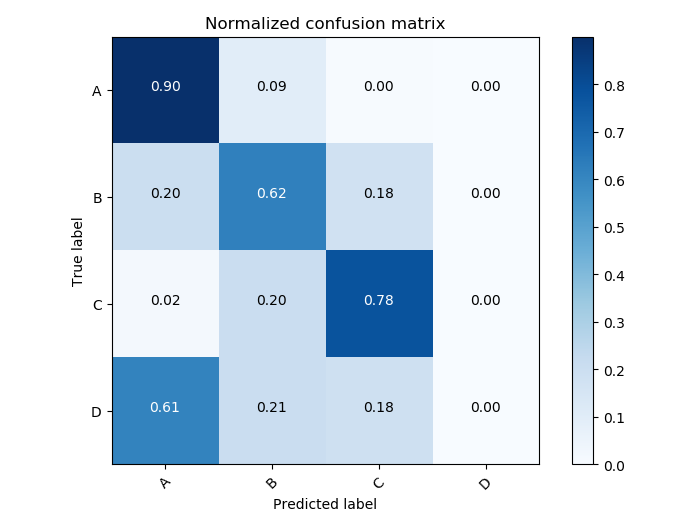 Normalized confusion matrix
A 0.90 0.09 0.00 0.00
B 0.20 0.62 0.18 0.00
C 0.02 0.20 0.78 0.00
D 0.61 0.21 0.18 0.00
A B C D
True label
Predicted label
0.8
0.7
0.6
0.5
0.4
0.3
0.2
0.1
0.0